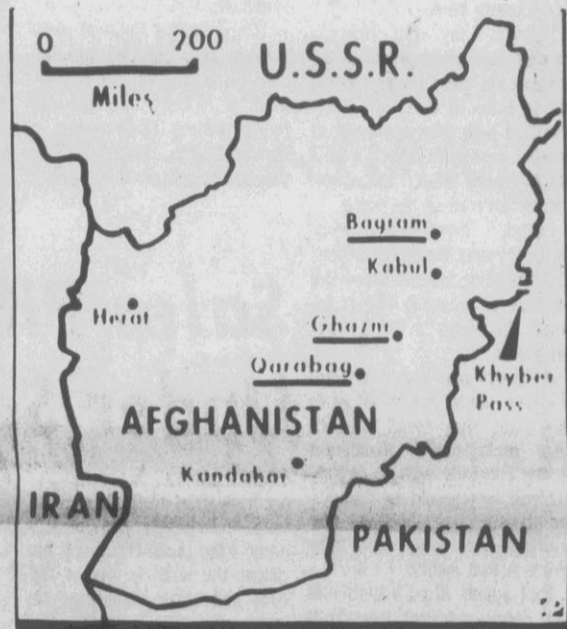 0 200
Miles
U.S.S.R.
Bagram
Kabul
Herat
Ghazni
Qarabag
Khyber
Pass
AFGHANISTAN
Kandahar
IRAN
PAKISTAN